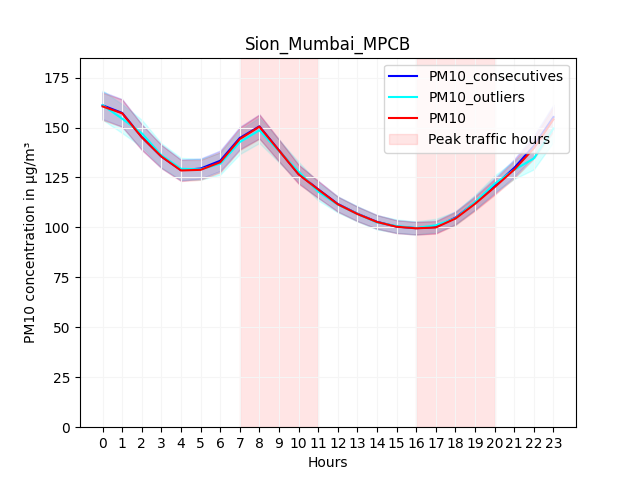 Sion_Mumbai_MPCB
PM10 concentration in µg/m³
175
150
125
100
75
50
25
0
PM10_consecutives
PM10_outliers
PM10
Peak traffic hours
0 1 2 3 4 5 6 7 8 9 10 11 12 13 14 15 16 17 18 19 20 21 22 23
Hours